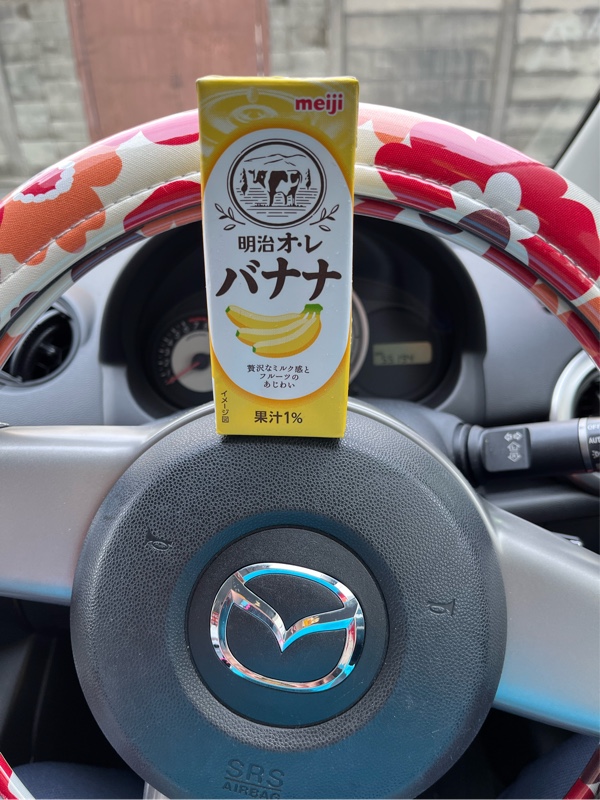 meiji
明治オ・レ
バナナ
贅沢なミルク感と
フルーツの
あじわい
イメージ図
果汁1%
OFF
SRS
AIRBAG